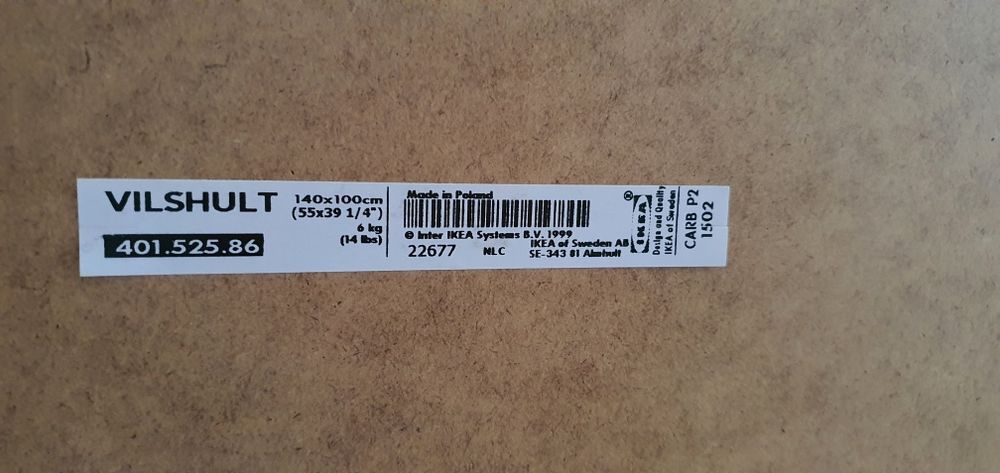 VILSHULT
401.525.86
140x100cm
(55x39 1/4")
6 kg
(14 lbs)
Made in Poland
© Inter IKEA Systems B.V. 1999
22677 NLC
IKEA of Sweden AB
SE-343 81 Älmhult
®
IKEA
Design and Quality
IKEA of Sweden
CARB P2
1502